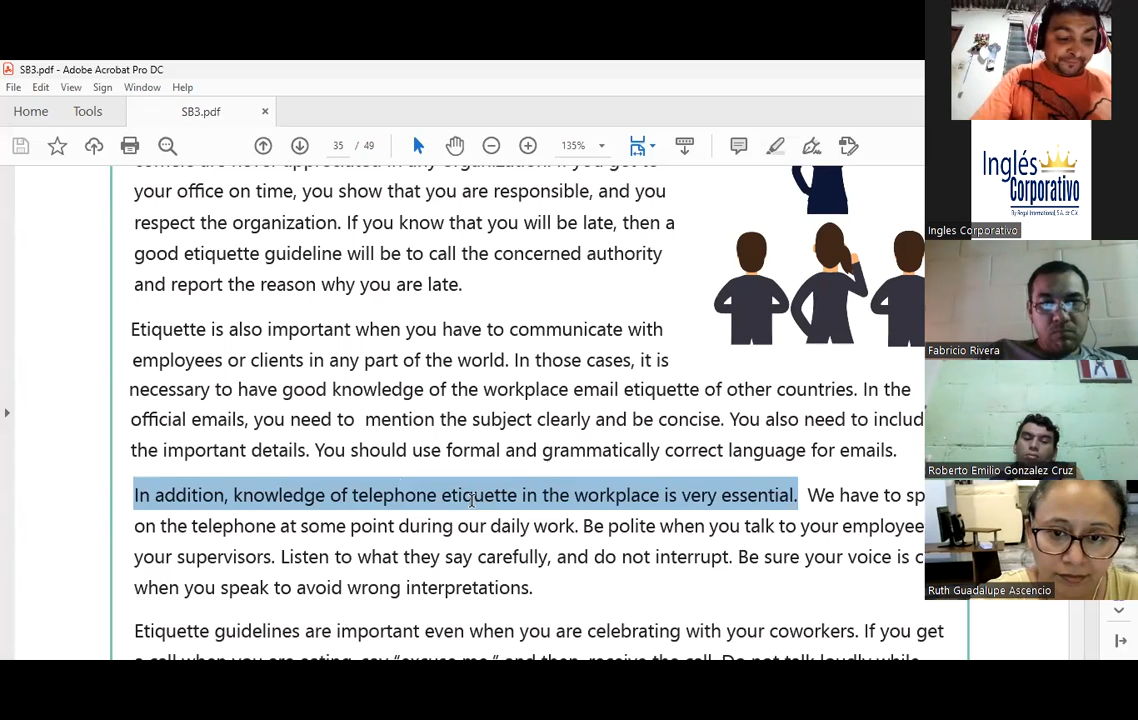 SB3.pdf - Adobe Acrobat Pro DC
File Edit View Sign Window Help
Home Tools SB3.pdf ×
35 / 49 135%
your office on time, you show that you are responsible, and you
respect the organization. If you know that you will be late, then a
good etiquette guideline will be to call the concerned authority
and report the reason why you are late.
Etiquette is also important when you have to communicate with
employees or clients in any part of the world. In those cases, it is
necessary to have good knowledge of the workplace email etiquette of other countries. In the
official emails, you need to mention the subject clearly and be concise. You also need to includ
the important details. You should use formal and grammatically correct language for emails.
In addition, knowledge of telephone etiquette in the workplace is very essential. We have to sp
on the telephone at some point during our daily work. Be polite when you talk to your employee
your supervisors. Listen to what they say carefully, and do not interrupt. Be sure your voice is c
when you speak to avoid wrong interpretations.
Etiquette guidelines are important even when you are celebrating with your coworkers. If you get
Inglés
Corporativo
By Regal International, S.A. de C.V.
Ingles Corporativo
Fabricio Rivera
Roberto Emilio Gonzalez Cruz
Ruth Guadalupe Ascencio